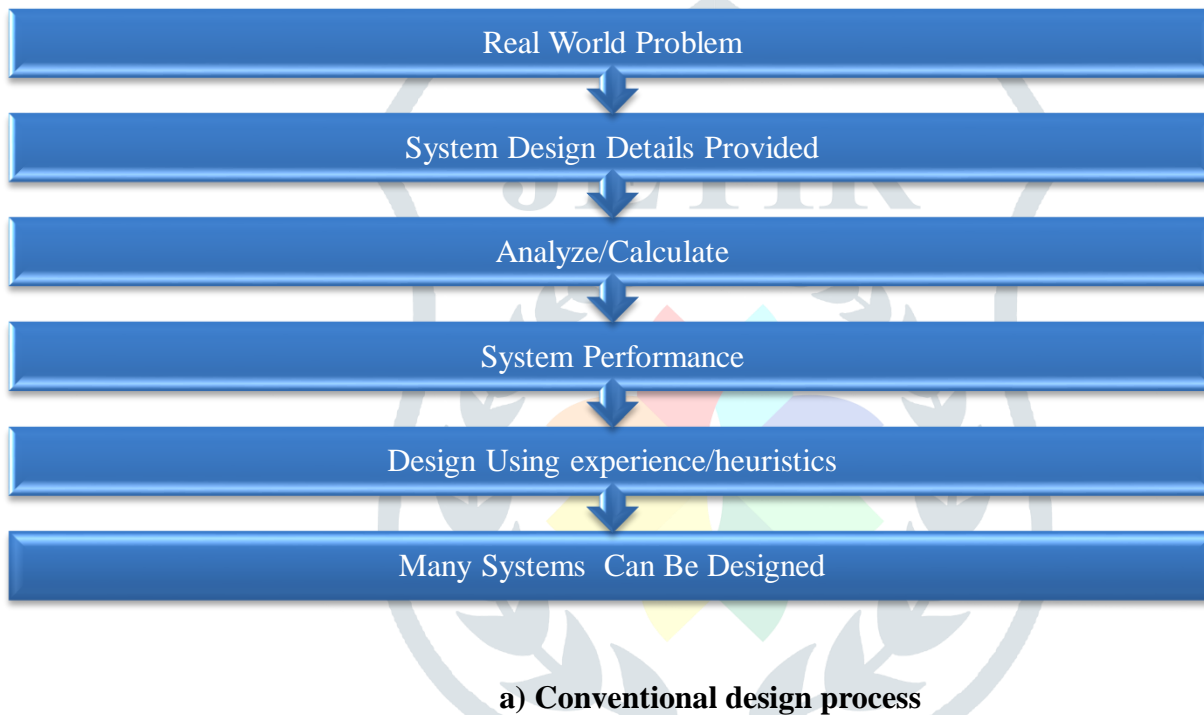 Real World Problem
System Design Details Provided
JETIR
Analyze/Calculate
System Performance
Design Using experience/heuristics
Many Systems Can Be Designed
a) Conventional design process